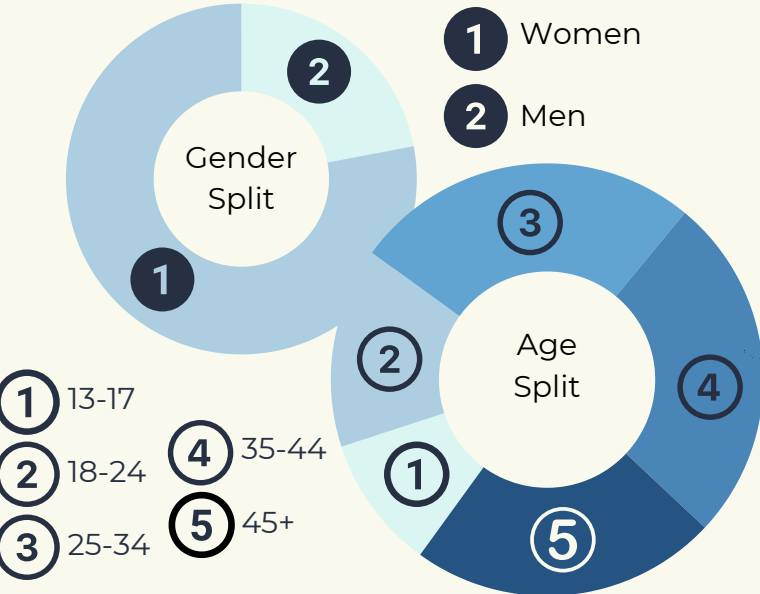 2
1
Gender
Split
1 Women
2 Men
3
2
4
1
5
Age
Split
1 13-17
2 18-24
3 25-34
4 35-44
5 45+